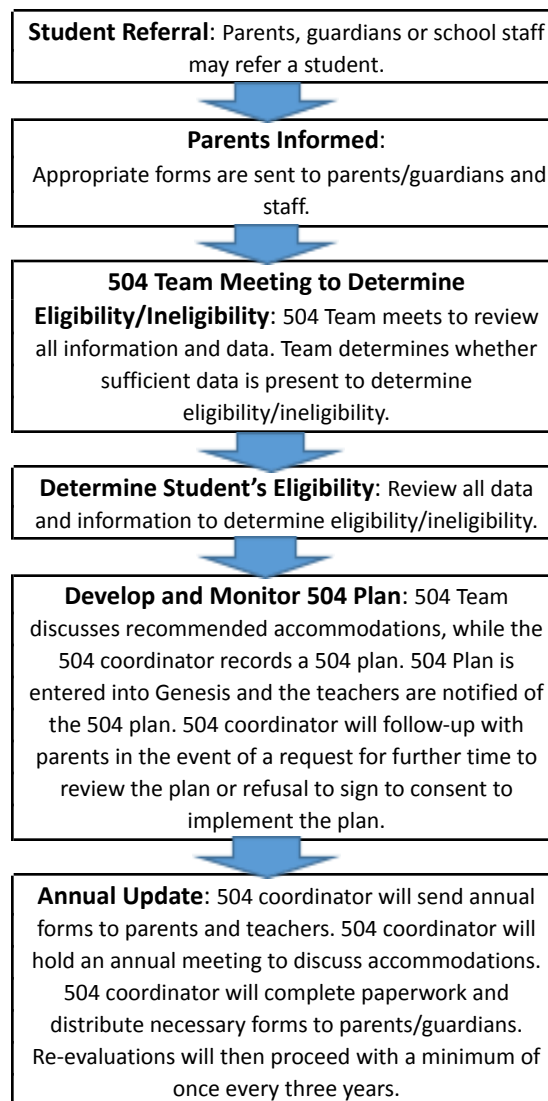 Student Referral: Parents, guardians or school staff
may refer a student.
Parents Informed:
Appropriate forms are sent to parents/guardians and
staff.
504 Team Meeting to Determine
Eligibility/Ineligibility: 504 Team meets to review
all information and data. Team determines whether
sufficient data is present to determine
eligibility/ineligibility.
Determine Student’s Eligibility: Review all data
and information to determine eligibility/ineligibility.
Develop and Monitor 504 Plan: 504 Team
discusses recommended accommodations, while the
504 coordinator records a 504 plan. 504 Plan is
entered into Genesis and the teachers are notified of
the 504 plan. 504 coordinator will follow-up with
parents in the event of a request for further time to
review the plan or refusal to sign to consent to
implement the plan.
Annual Update: 504 coordinator will send annual
forms to parents and teachers. 504 coordinator will
hold an annual meeting to discuss accommodations.
504 coordinator will complete paperwork and
distribute necessary forms to parents/guardians.
Re-evaluations will then proceed with a minimum of
once every three years.